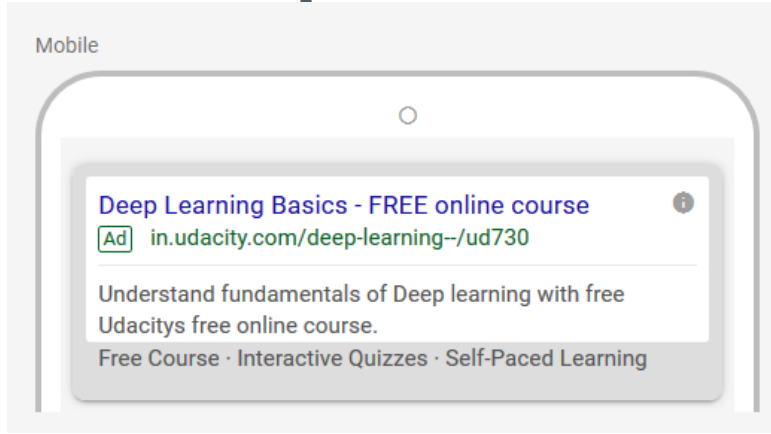 Mobile
Deep Learning Basics - FREE online course
Ad in.udacity.com/deep-learning--/ud730
Understand fundamentals of Deep learning with free
Udacitys free online course.
Free Course · Interactive Quizzes · Self-Paced Learning